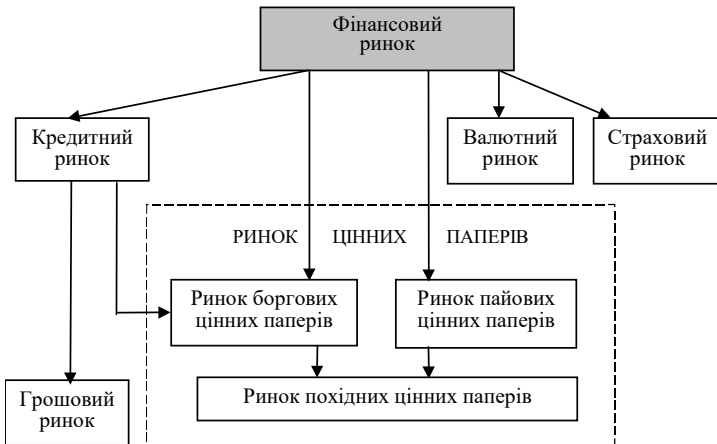 Фінансовий
ринок
Кредитний
ринок
Валютний
ринок
Страховий
ринок
РИНОК ЦІННИХ ПАПЕРІВ
Ринок боргових
цінних паперів
Ринок пайових
цінних паперів
Грошовий
ринок
Ринок похідних цінних паперів